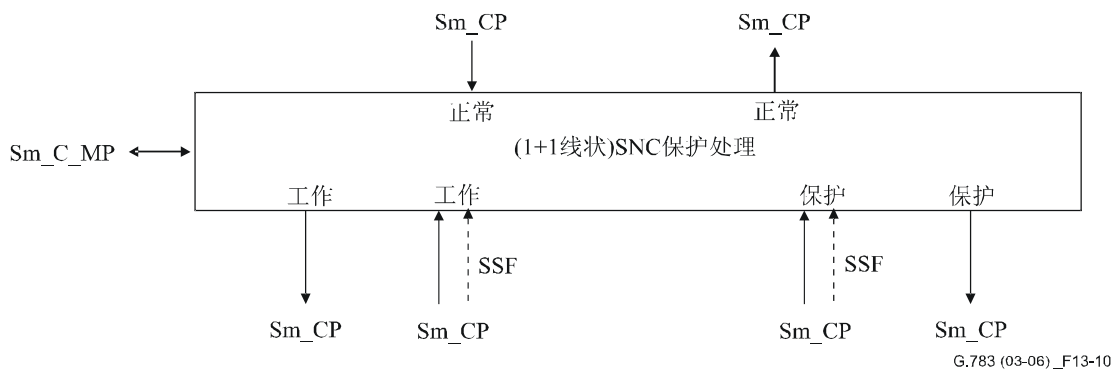 Sm_CP
Sm_CP
正常
正常
Sm_C_MP
(1+1线状)SNC保护处理
工作
工作
保护
保护
SSF
SSF
Sm_CP
Sm_CP
Sm_CP
Sm_CP
G.783 (03-06)_F13-10